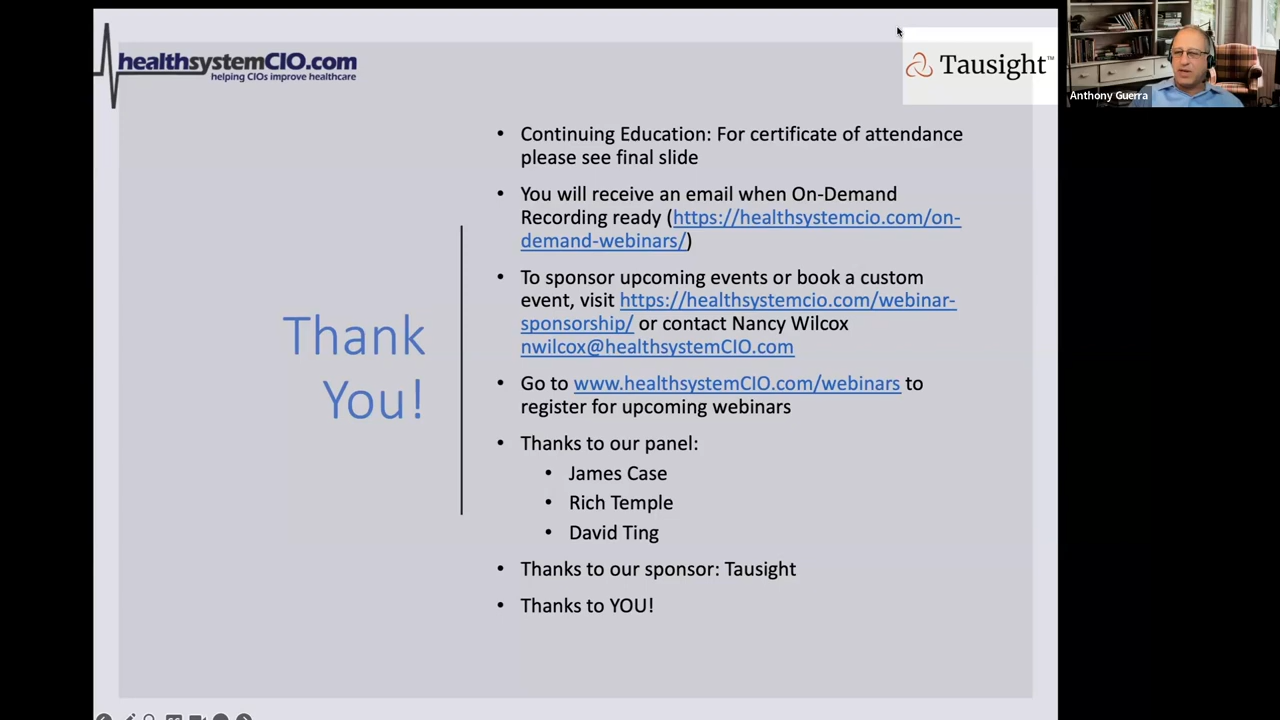 healthsystemCIO.com
helping CIOs improve healthcare
Tausight™
Anthony Guerra
Thank
You!
• Continuing Education: For certificate of attendance
please see final slide
• You will receive an email when On-Demand
Recording ready (https://healthsystemcio.com/on-
demand-webinars/)
• To sponsor upcoming events or book a custom
event, visit https://healthsystemcio.com/webinar-
sponsorship/ or contact Nancy Wilcox
nwilcox@healthsystemCIO.com
• Go to www.healthsystemCIO.com/webinars to
register for upcoming webinars
• Thanks to our panel:
• James Case
• Rich Temple
• David Ting
• Thanks to our sponsor: Tausight
• Thanks to YOU!